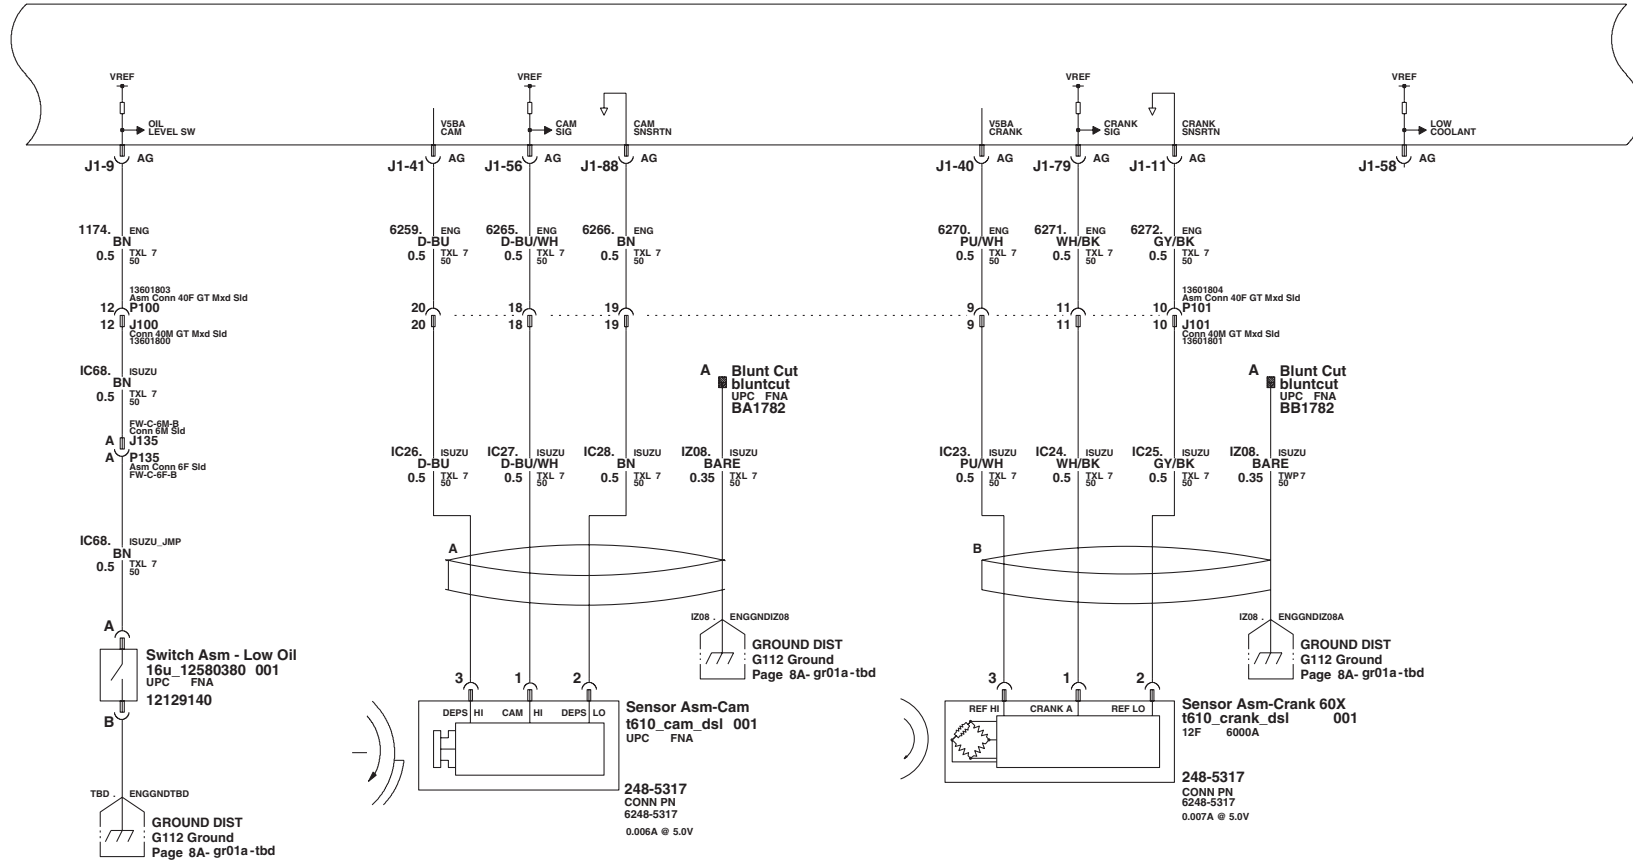 VREF
OIL
LEVEL SW
V5BA
CAM
VREF
CAM
SIG
CAM
SNSRTN
V5BA
CRANK
VREF
CRANK
SIG
CRANK
SNSRTN
VREF
LOW
COOLANT
J1-9 AG
J1-41 AG
J1-56 AG
J1-88 AG
J1-40 AG
J1-79 AG
J1-11 AG
J1-58 AG
1174. ENG
BN
0.5 TXL 7
50
6259. ENG
D-BU
0.5 TXL 7
50
6265. ENG
D-BU/WH
0.5 TXL 7
50
6266. ENG
BN
0.5 TXL 7
50
6270. ENG
PU/WH
0.5 TXL 7
50
6271. ENG
WH/BK
0.5 TXL 7
50
6272. ENG
GY/BK
0.5 TXL 7
50
13601803
Asm Conn 40F GT Mxd Sld
12 P100
12 J100
Conn 40M GT Mxd Sld
13601800
20
20
18
18
19
19
9
9
11
11
13601804
Asm Conn 40F GT Mxd Sld
10 P101
10 J101
Conn 40M GT Mxd Sld
13601801
IC68. ISUZU
BN
0.5 TXL 7
50
FW-C-6M-B
Conn 6M Sld
A J135
A P135
Asm Conn 6F Sld
FW-C-6F-B
A Blunt Cut
bluntcut
UPC FNA
BA1782
A Blunt Cut
bluntcut
UPC FNA
BB1782
IC26. ISUZU
D-BU
0.5 TXL 7
50
IC27. ISUZU
D-BU/WH
0.5 TXL 7
50
IC28. ISUZU
BN
0.5 TXL 7
50
IZ08. ISUZU
BARE
0.35 TXL 7
50
IC23. ISUZU
PU/WH
0.5 TXL 7
50
IC24. ISUZU
WH/BK
0.5 TXL 7
50
IC25. ISUZU
GY/BK
0.5 TXL 7
50
IZ08. ISUZU
BARE
0.35 TWP7
50
IC68. ISUZU_JMP
BN
0.5 TXL 7
50
A
B
A
Switch Asm - Low Oil
16u_12580380 001
UPC FNA
12129140
B
IZ08 . ENGGNDIZ08
GROUND DIST
G112 Ground
Page 8A- gr01a-tbd
IZ08 . ENGGNDIZ08A
GROUND DIST
G112 Ground
Page 8A- gr01a-tbd
3 1 2
DEPS HI CAM HI DEPS LO
Sensor Asm-Cam
t610_cam_dsl 001
UPC FNA
248-5317
CONN PN
6248-5317
0.006A @ 5.0V
3 1 2
REF HI CRANK A REF LO
Sensor Asm-Crank 60X
t610_crank_dsl 001
12F 6000A
248-5317
CONN PN
6248-5317
0.007A @ 5.0V
TBD . ENGGNDTBD
GROUND DIST
G112 Ground
Page 8A- gr01a-tbd